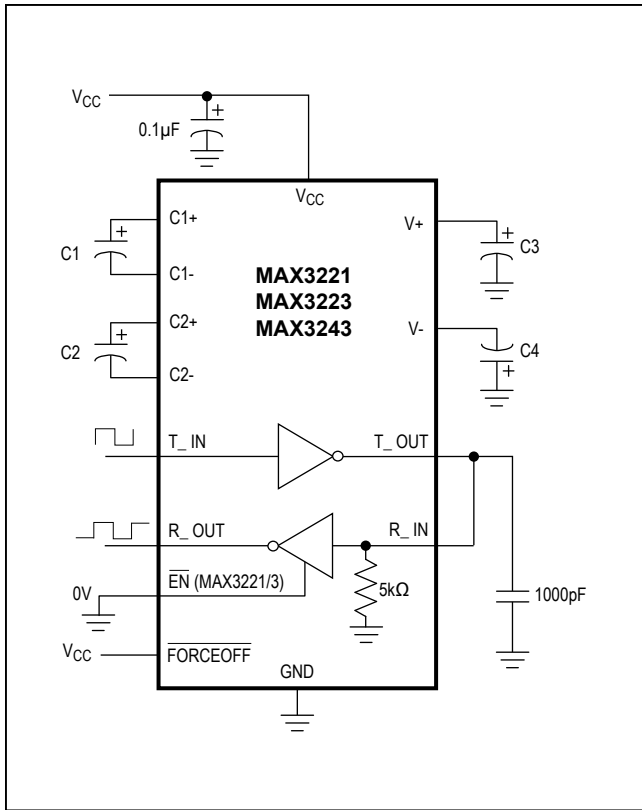 VCC
+
0.1µF
VCC
C1+
V+
+
C1
+
C3
C1-
MAX3221
MAX3223
MAX3243
C2+
V-
+
C2
C4
+
C2-
T_ IN
T_ OUT
R_ OUT
R_ IN
EN (MAX3221/3)
5kΩ
1000pF
0V
VCC
FORCEOFF
GND